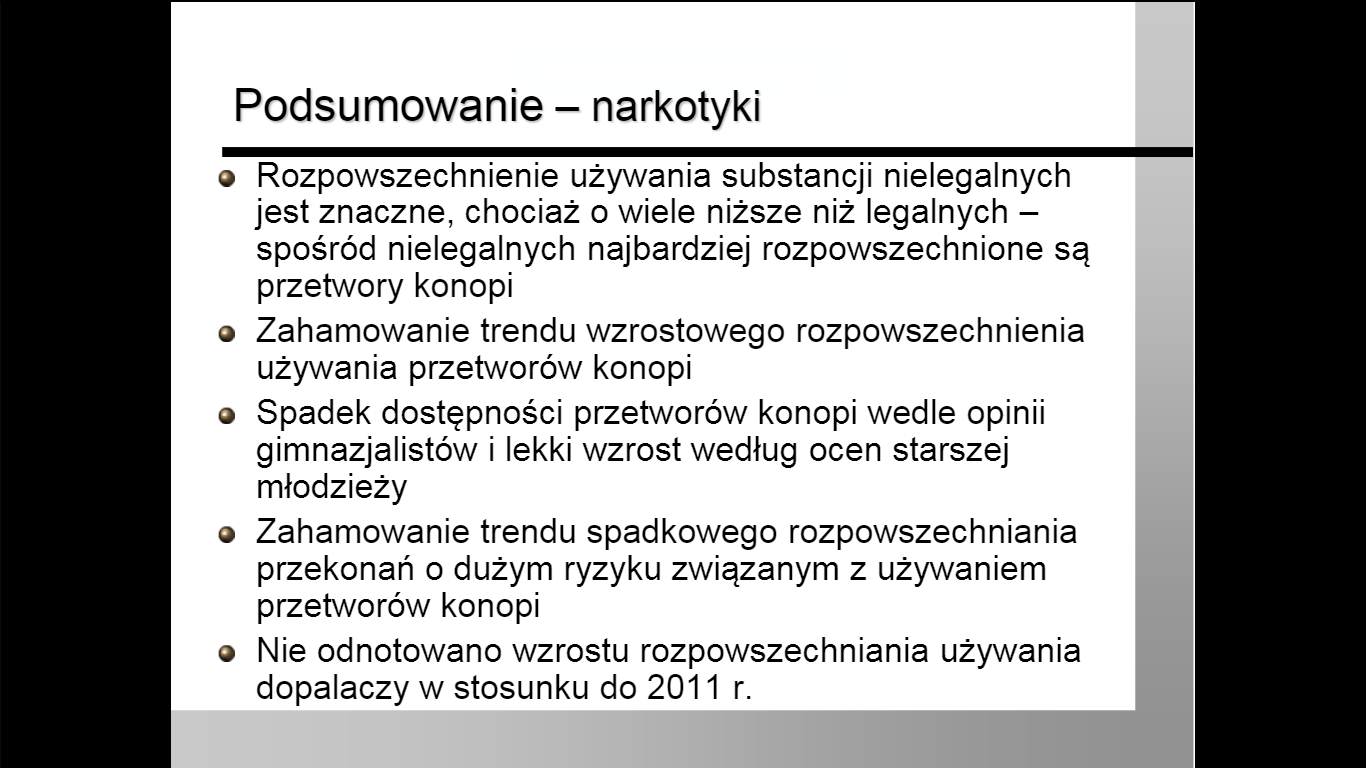 Podsumowanie – narkotyki
Rozpowszechnienie używania substancji nielegalnych
jest znaczne, chociaż o wiele niższe niż legalnych –
spośród nielegalnych najbardziej rozpowszechnione są
przetwory konopi
Zahamowanie trendu wzrostowego rozpowszechnienia
używania przetworów konopi
Spadek dostępności przetworów konopi wedle opinii
gimnazjalistów i lekki wzrost według ocen starszej
młodzieży
Zahamowanie trendu spadkowego rozpowszechniania
przekonań o dużym ryzyku związanym z używaniem
przetworów konopi
Nie odnotowano wzrostu rozpowszechniania używania
dopalaczy w stosunku do 2011 r.